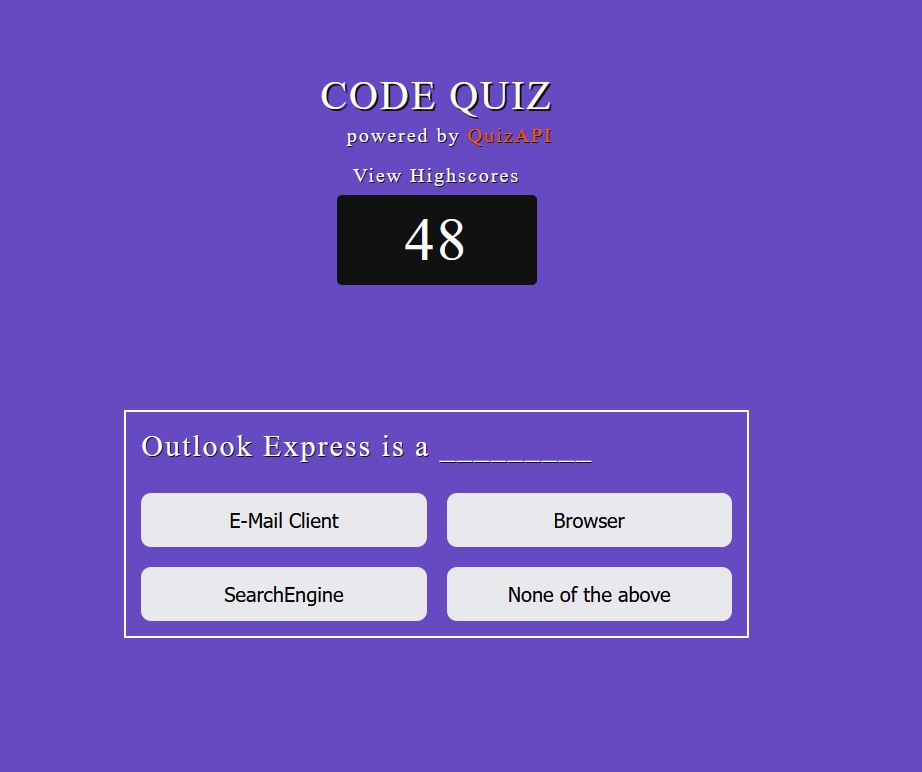 CODE QUIZ
powered by QuizAPI
View Highscores
48
Outlook Express is a _________
E-Mail Client
Browser
SearchEngine
None of the above